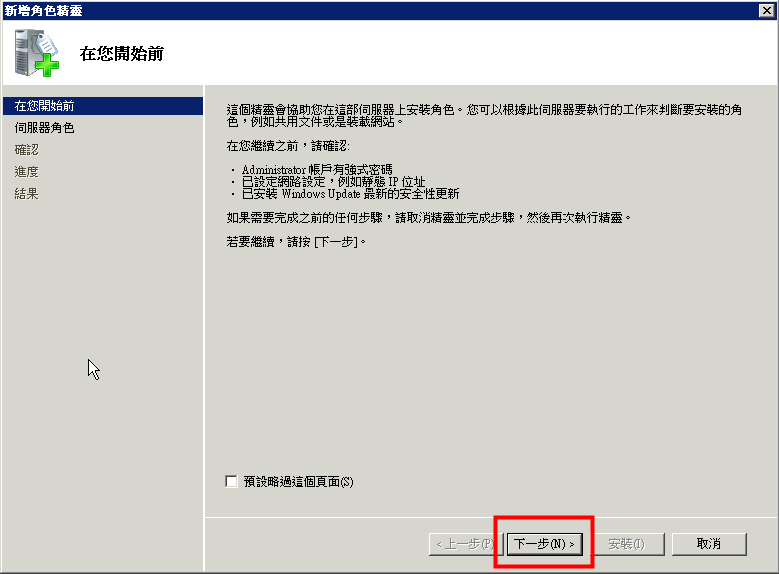 新增角色精靈
在您開始前
在您開始前
伺服器角色
確認
進度
結果
這個精靈會協助您在這部伺服器上安裝角色。您可以根據此伺服器要執行的工作來判斷要安裝的角
色，例如共用文件或是裝載網站。
在您繼續之前，請確認:
· Administrator 帳戶有強式密碼
· 已設定網路設定，例如靜態 IP 位址
· 已安裝 Windows Update 最新的安全性更新
如果需要完成之前的任何步驟，請取消精靈並完成步驟，然後再次執行精靈。
若要繼續，請按 [下一步]。
預設略過這個頁面(S)
< 上一步(P)
下一步(N) >
安裝(I)
取消